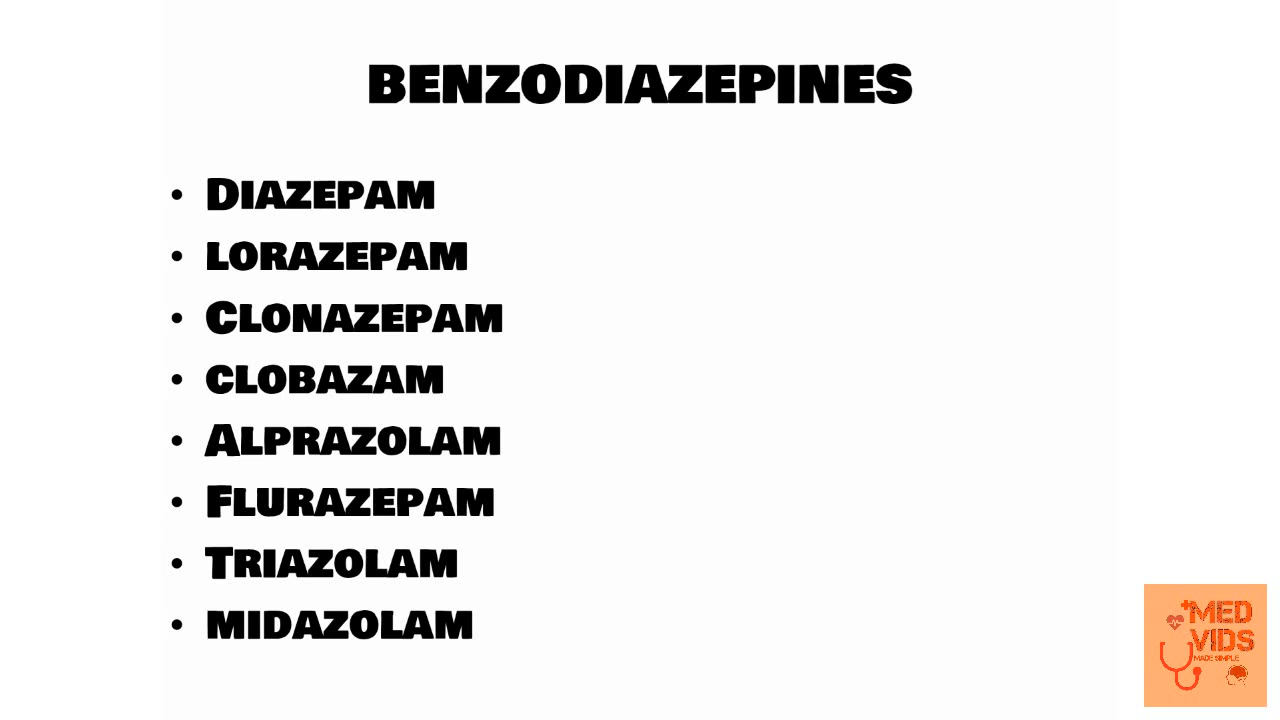 BENZODIAZEPINES
• DIAZEPAM
• LORAZEPAM
• CLONAZEPAM
• CLOBAZAM
• ALPRAZOLAM
• FLURAZEPAM
• TRIAZOLAM
• MIDAZOLAM
MED
VIDS
MADE SIMPLE